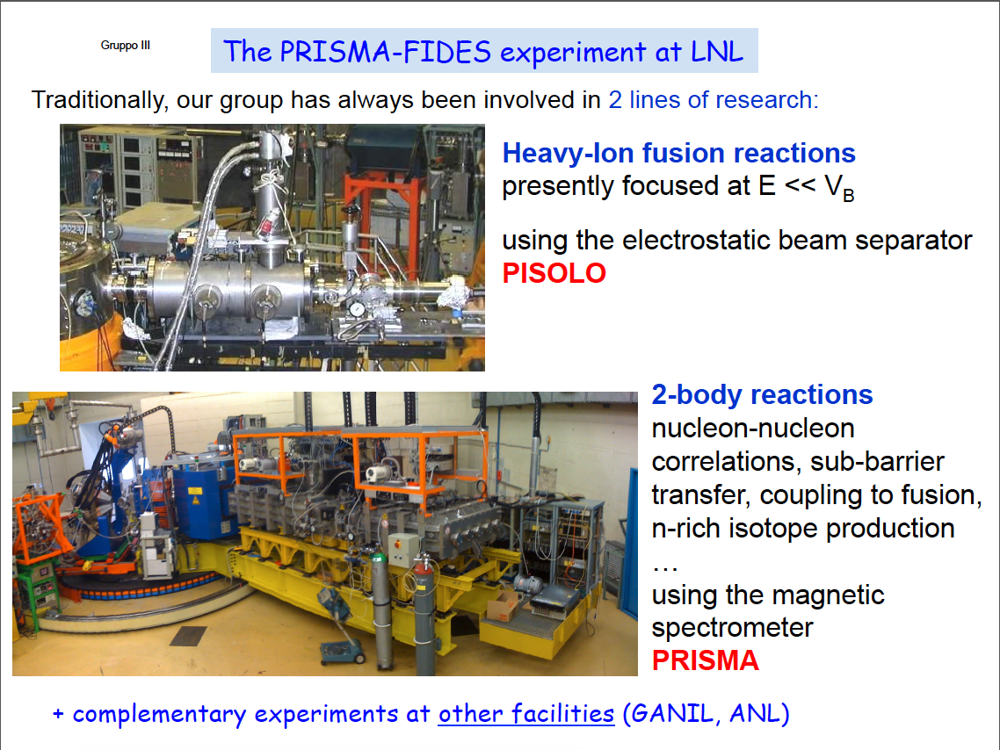 Gruppo III
The PRISMA-FIDES experiment at LNL
Traditionally, our group has always been involved in 2 lines of research:
Heavy-Ion fusion reactions
presently focused at E << V_B
using the electrostatic beam separator
PISOLO
2-body reactions
nucleon-nucleon
correlations, sub-barrier
transfer, coupling to fusion,
n-rich isotope production
…
using the magnetic
spectrometer
PRISMA
+ complementary experiments at other facilities (GANIL, ANL)